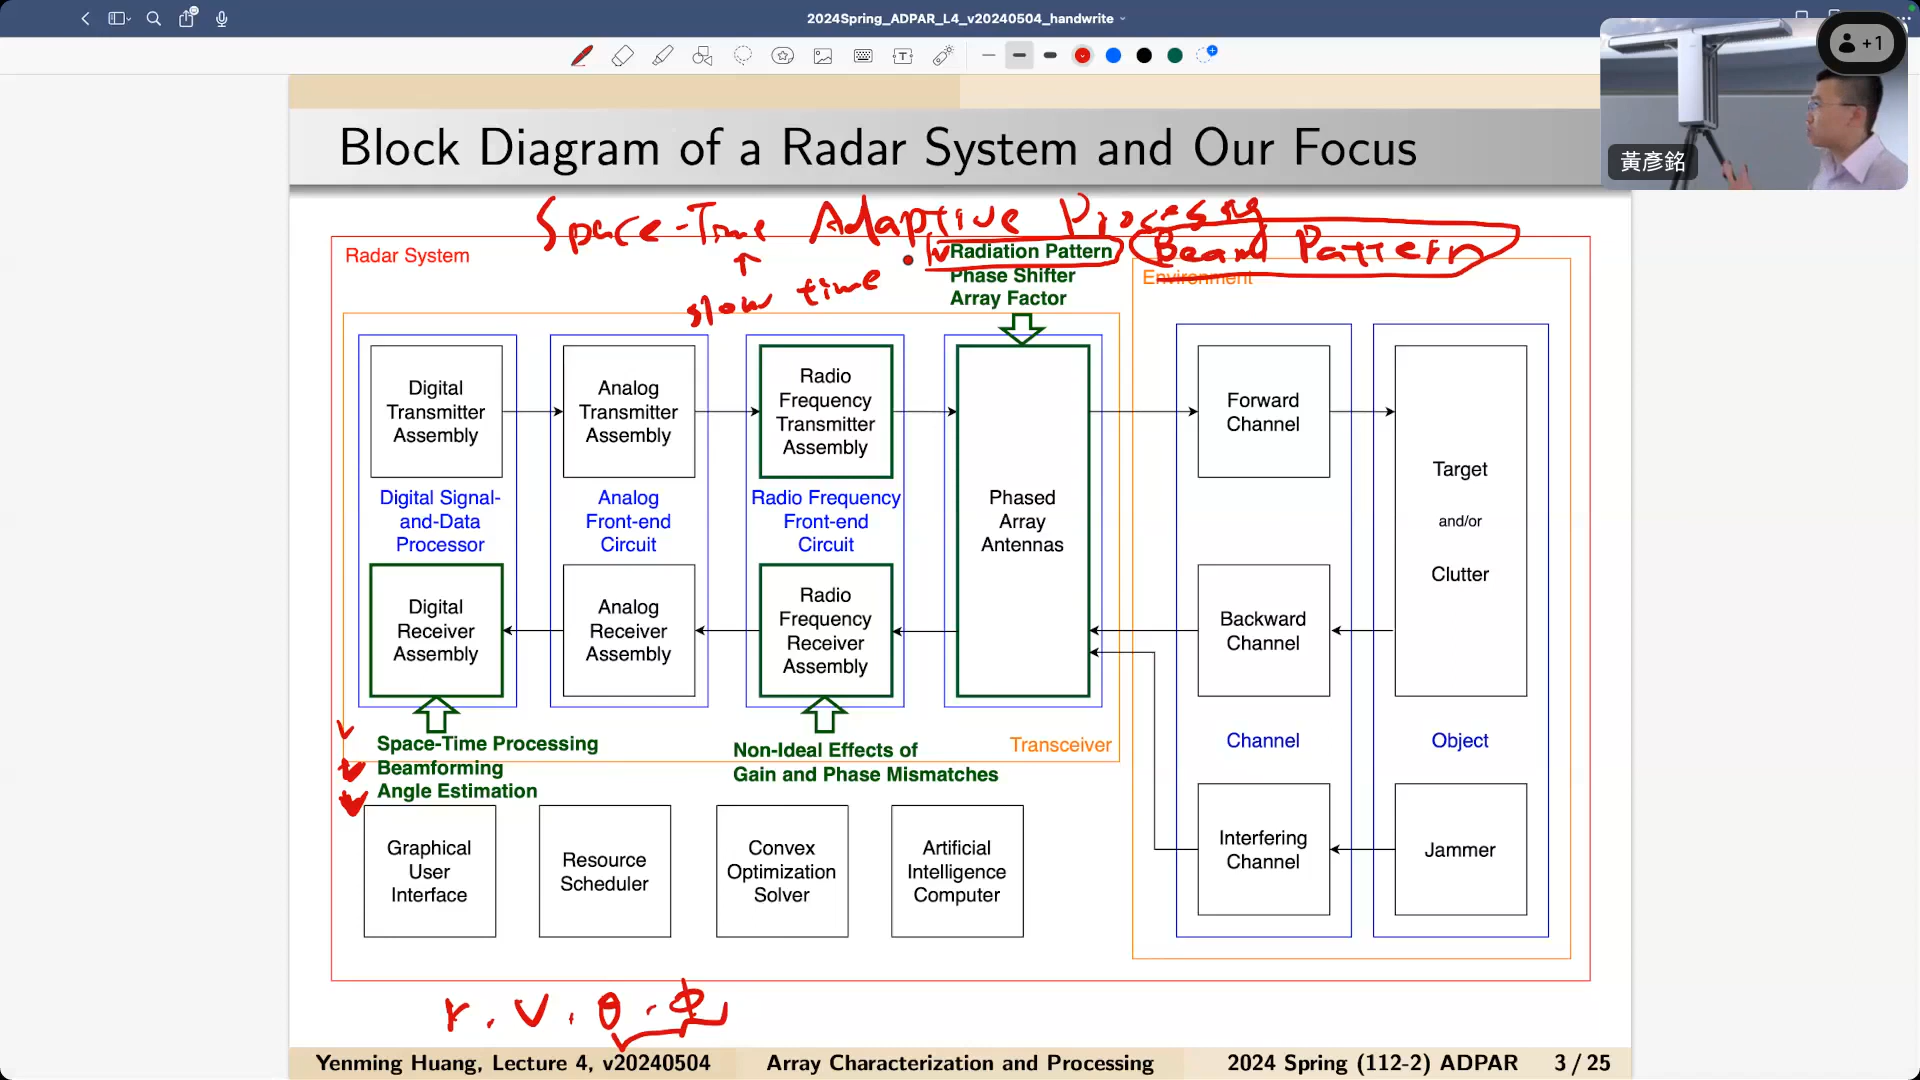 2024Spring_ADPAR_L4_v20240504_handwrite
+1
黃彥銘
Block Diagram of a Radar System and Our Focus
Space-Time Adaptive Processing
Radar System
slow time
Radiation Pattern
Phase Shifter
Array Factor
Beam Pattern
Environment
Digital
Transmitter
Assembly
Analog
Transmitter
Assembly
Radio
Frequency
Transmitter
Assembly
Phased
Array
Antennas
Forward
Channel
Target
and/or
Clutter
Digital Signal-
and-Data
Processor
Analog
Front-end
Circuit
Radio Frequency
Front-end
Circuit
Digital
Receiver
Assembly
Analog
Receiver
Assembly
Radio
Frequency
Receiver
Assembly
Backward
Channel
Space-Time Processing
Beamforming
Angle Estimation
Non-Ideal Effects of
Gain and Phase Mismatches
Transceiver
Channel
Object
Graphical
User
Interface
Resource
Scheduler
Convex
Optimization
Solver
Artificial
Intelligence
Computer
Interfering
Channel
Jammer
r, v, θ, ϕ
Yenming Huang, Lecture 4, v20240504
Array Characterization and Processing
2024 Spring (112-2) ADPAR
3 / 25